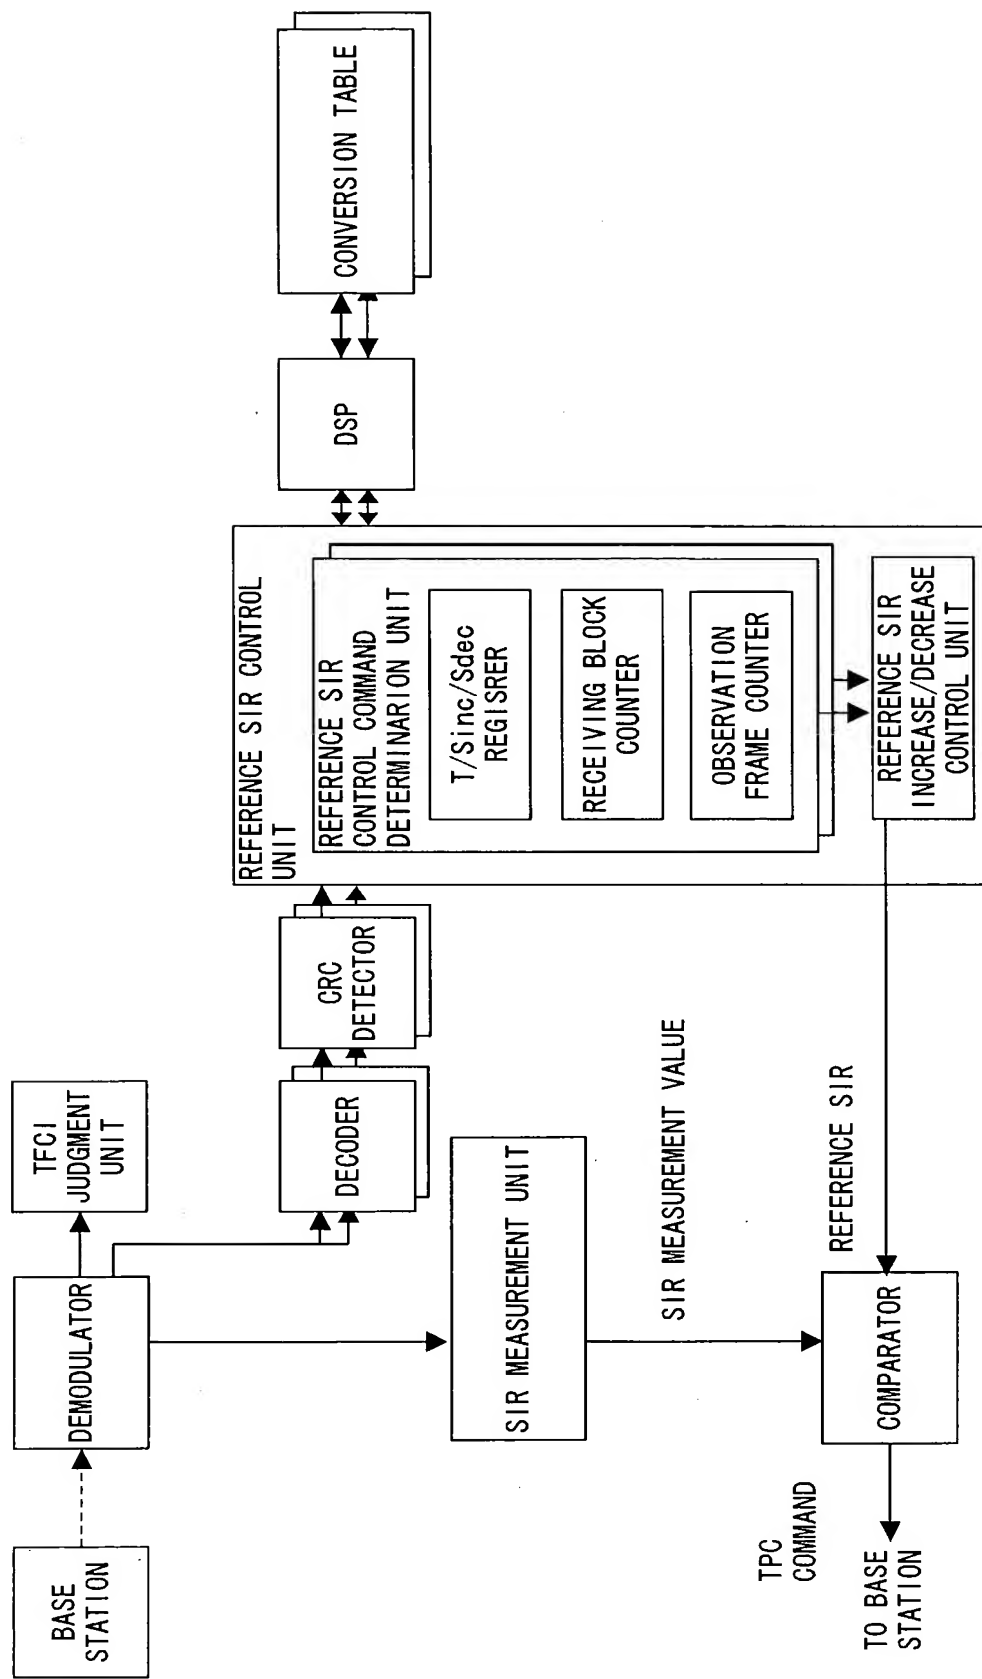 BASE
STATION
DEMODULATOR
TFCI
JUDGMENT
UNIT
DECODER
CRC
DETECTOR
REFERENCE SIR CONTROL
UNIT
REFERENCE SIR
CONTROL COMMAND
DETERMINARION UNIT
T/Sinc/Sdec
REGISRER
RECEIVING BLOCK
COUNTER
OBSERVATION
FRAME COUNTER
REFERENCE SIR
INCREASE/DECREASE
CONTROL UNIT
DSP
CONVERSION TABLE
SIR MEASUREMENT UNIT
SIR MEASUREMENT VALUE
REFERENCE SIR
COMPARATOR
TPC
COMMAND
TO BASE
STATION